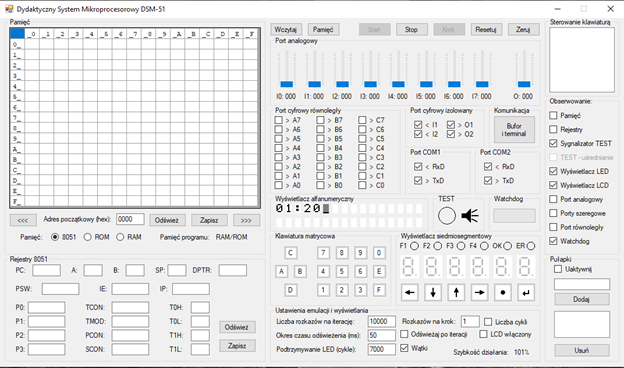 Dydaktyczny System Mikroprocesorowy DSM-51
Pamięć
_0 _1 _2 _3 _4 _5 _6 _7 _8 _9 _A _B _C _D _E _F
0_
1_
2_
3_
4_
5_
6_
7_
8_
9_
A_
B_
C_
D_
E_
F_
<<< Adres początkowy (hex): 0000 Odśwież Zapisz >>>
Pamięć: 8051 ROM RAM Pamięć programu: RAM/ROM
Rejestry 8051
PC: A: B: SP: DPTR:
PSW: IE: IP:
P0: TCON: T0H:
P1: TMOD: T0L: Odśwież
P2: PCON: T1H:
P3: SCON: T1L: Zapisz
Wczytaj Pamięć Start Stop Krok Resetuj Zeruj
Port analogowy
I0: 000 I1: 000 I2: 000 I3: 000 I4: 000 I5: 000 I6: 000 I7: 000 O: 000
Port cyfrowy równoległy
> A7 > B7 > C7
> A6 > B6 > C6
> A5 > B5 > C5
> A4 > B4 > C4
> A3 > B3 > C3
> A2 > B2 > C2
> A1 > B1 > C1
> A0 > B0 > C0
Port cyfrowy izolowany
< I1 > O1
< I2 > O2
Komunikacja
Bufor
i terminal
Port COM1
< RxD
> TxD
Port COM2
< RxD
> TxD
Wyświetlacz alfanumeryczny
01:20
TEST
Watchdog
Klawiatura matrycowa
C 7 8 9 0
A B 4 5 6 E
D 1 2 3 F
Wyświetlacz siedmiosegmentowy
F1 F2 F3 F4 OK ER
Ustawienia emulacji i wyświetlania
Liczba rozkazów na iterację: 10000 Rozkazów na krok: 1 Liczba cykli
Okres czasu odświeżenia (ms): 50 Odświeżaj po iteracji LCD włączony
Podtrzymywanie LED (cykle): 7000 Wątki Szybkość działania: 101%
Sterowanie klawiaturą
Obserwowanie:
Pamięć
Rejestry
Sygnalizator TEST
TEST - uśrednianie
Wyświetlacz LED
Wyświetlacz LCD
Port analogowy
Porty szeregowe
Port równoległy
Watchdog
Pułapki
Uaktywnij
Dodaj
Usuń